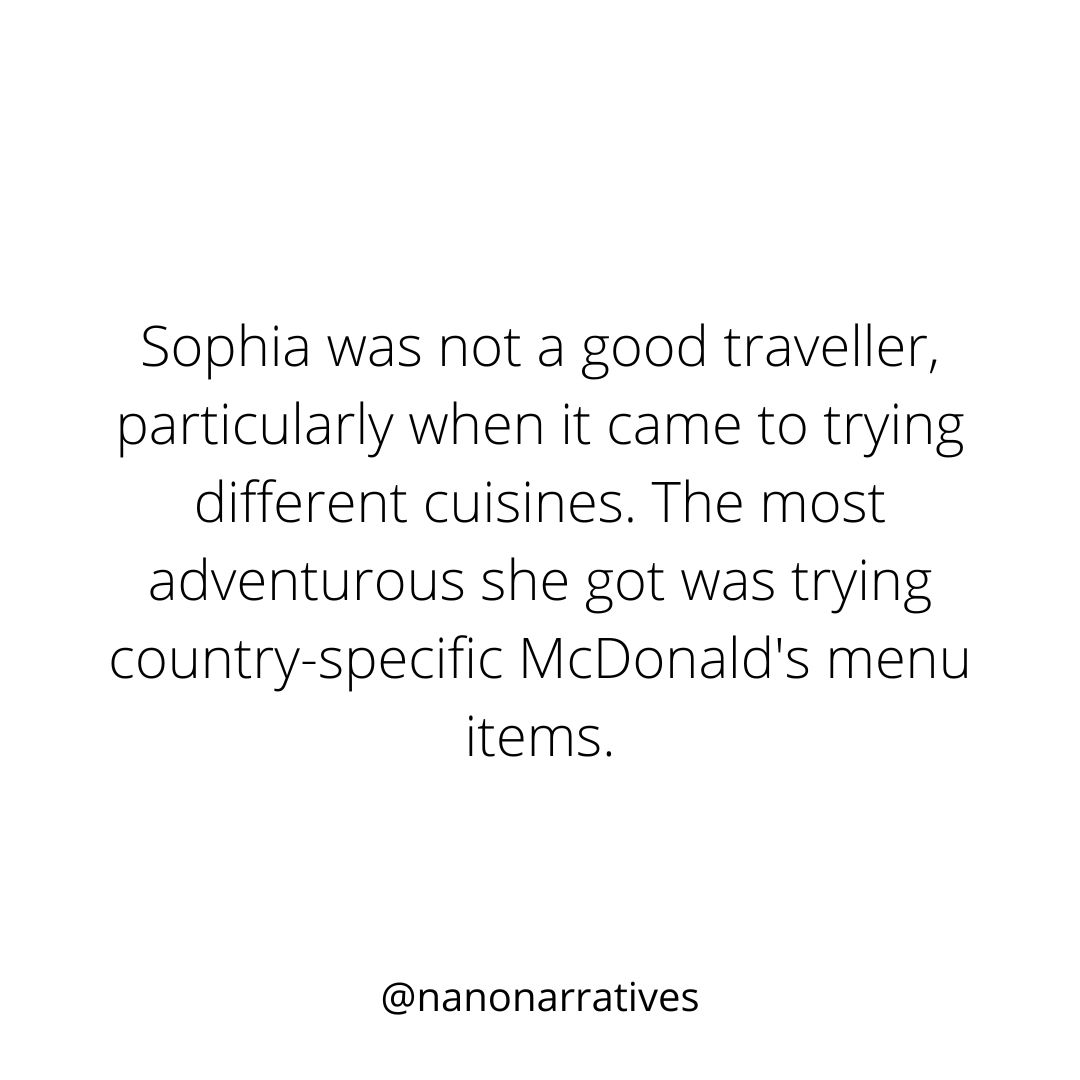 Sophia was not a good traveller,
particularly when it came to trying
different cuisines. The most
adventurous she got was trying
country-specific McDonald's menu
items.
@nanonarratives